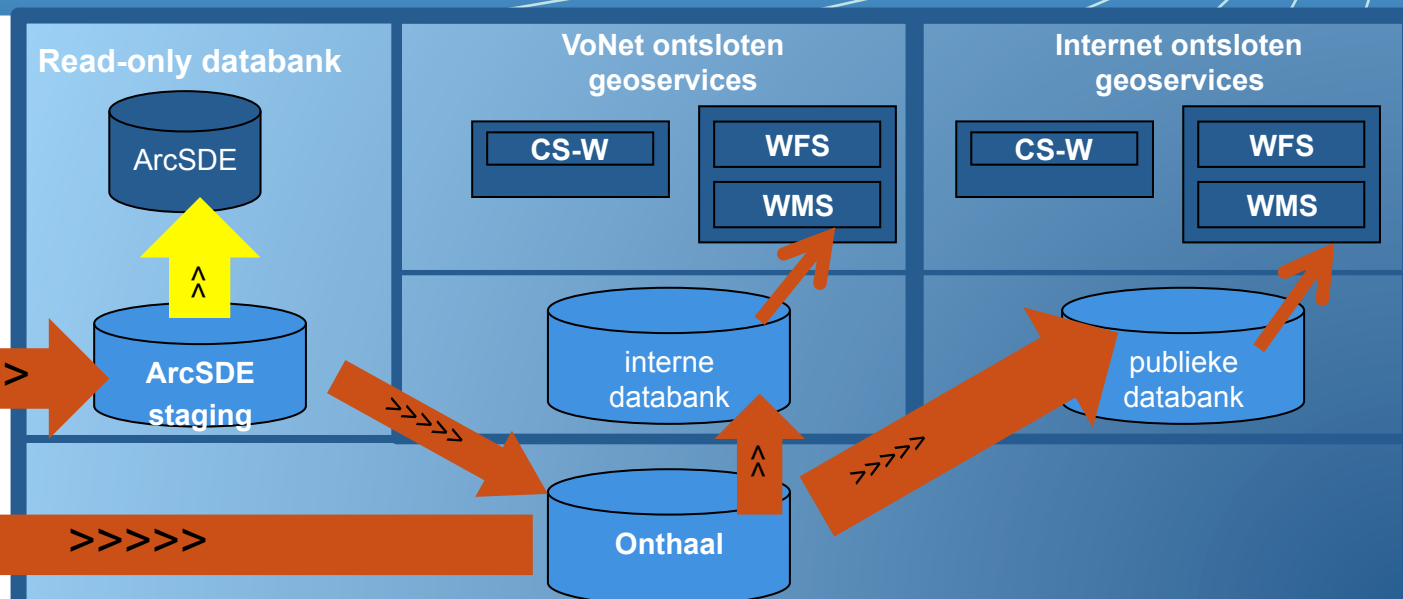 Read-only databank
ArcSDE
>>
ArcSDE
staging
>
>>>>>
VoNet ontsloten
geoservices
CS-W
WFS
WMS
interne
databank
>>
Internet ontsloten
geoservices
CS-W
WFS
WMS
publieke
databank
>>>>>
>>>>>
Onthaal